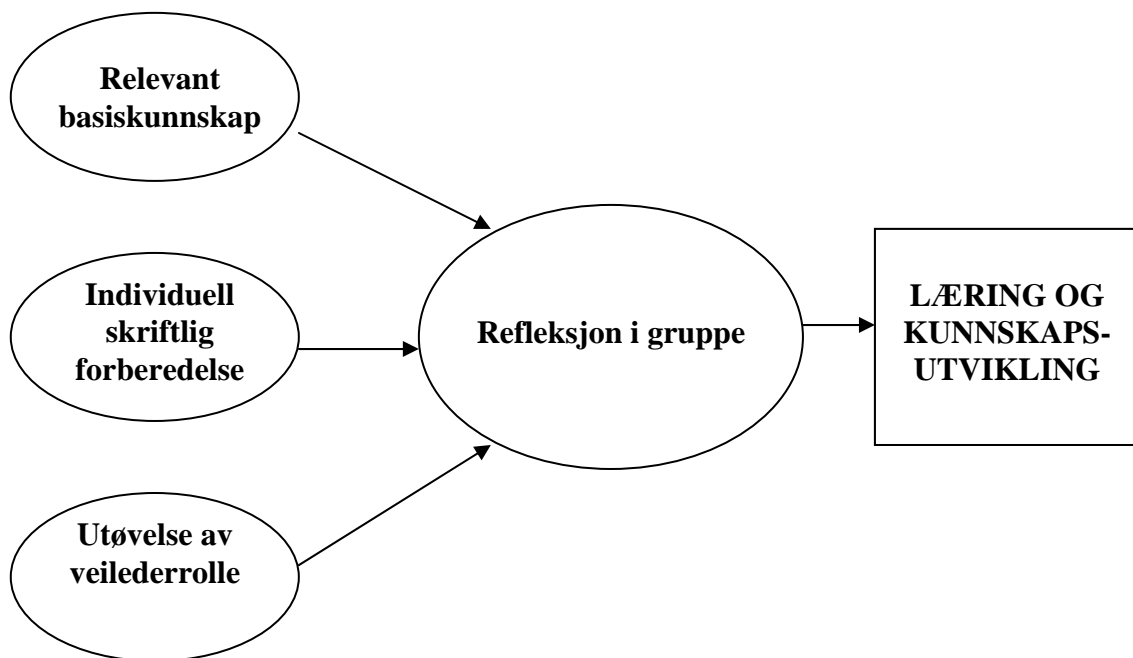 Relevant
basiskunnskap
Individuell
skriftlig
forberedelse
Utøvelse av
veilederrolle
Refleksjon i gruppe
LÆRING OG
KUNNSKAPS-
UTVIKLING